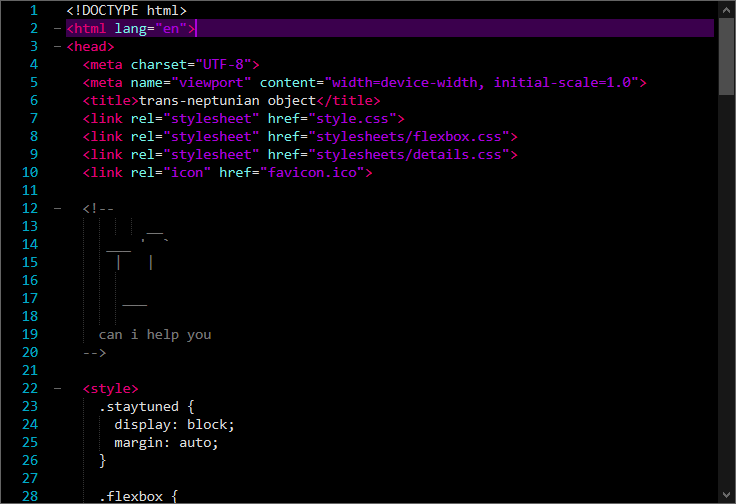 1 <!DOCTYPE html>
2 <html lang="en">
3 <head>
4 <meta charset="UTF-8">
5 <meta name="viewport" content="width=device-width, initial-scale=1.0">
6 <title>trans-neptunian object</title>
7 <link rel="stylesheet" href="style.css">
8 <link rel="stylesheet" href="stylesheets/flexbox.css">
9 <link rel="stylesheet" href="stylesheets/details.css">
10 <link rel="icon" href="favicon.ico">
11
12 <!--
13       __
14 ___ '  `
15  |   |
16
17   ___
18
19 can i help you
20 -->
21
22 <style>
23 .staytuned {
24 display: block;
25 margin: auto;
26 }
27
28 .flexbox {